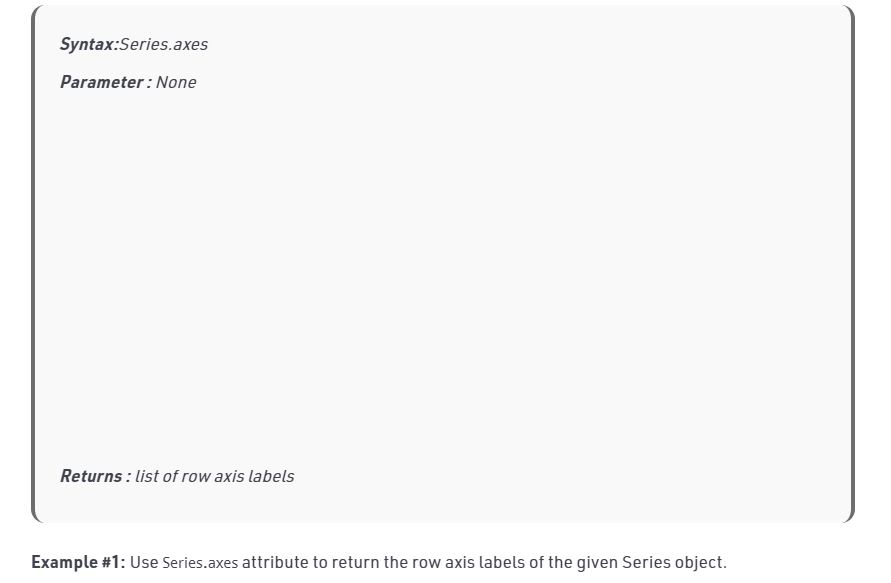 Syntax:Series.axes
Parameter : None
Returns : list of row axis labels
Example #1: Use Series.axes attribute to return the row axis labels of the given Series object.